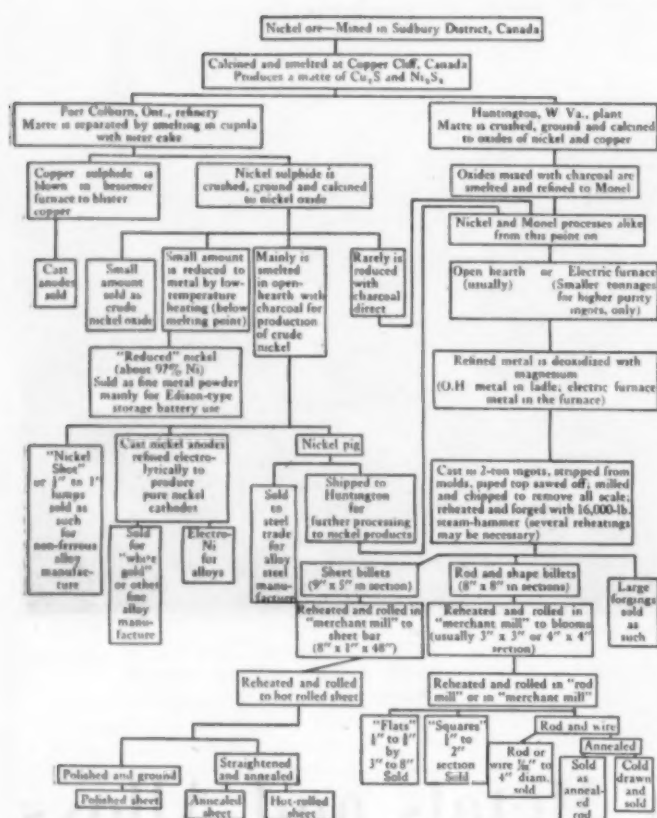 Nickel ore—Mined in Sudbury District, Canada
Calcined and smelted at Copper Cliff, Canada
Produces a matte of Cu₂S and Ni₃S₂
Port Colborn, Ont., refinery
Matte is separated by smelting in cupola
with niter cake
Huntington, W. Va., plant
Matte is crushed, ground and calcined
to oxides of nickel and copper
Copper sulphide is
blown in bessemer
furnace to blister
copper
Nickel sulphide is
crushed, ground and calcined
to nickel oxide
Oxides mixed with charcoal are
smelted and refined to Monel
Nickel and Monel processes alike
from this point on
Cast
anodes
sold
Small
amount
sold as
crude
nickel oxide
Small amount
is reduced to
metal by low-
temperature
heating (below
melting point)
Mainly is
smelted
in open-
hearth with
charcoal for
production
of crude
nickel
Rarely is
reduced
with
charcoal
direct
Open hearth or Electric furnace
(usually) (Smaller tonnages
for higher purity
ingots, only)
"Reduced" nickel
(about 97% Ni)
Sold as fine metal powder
mainly for Edison-type
storage battery use
Refined metal is deoxidized with
magnesium
(O.H. metal in ladle; electric furnace
metal in the furnace)
"Nickel
Shot"
or ¼" to 1"
lumps
sold as
such
for
non-ferrous
alloy
manufac-
ture
Cast nickel anodes
refined electro-
lytically to
produce
pure nickel
cathodes
Nickel pig
Sold
for
"white
gold"
or other
fine
alloy
manu-
facture
Electro-
Ni
for
alloys
Sold
to
steel
trade
for
alloy
steel
manu-
facture
Shipped to
Huntington
for
further processing
to nickel products
Cast in 2-ton ingots, stripped from
molds, piped top sawed off; milled
and chipped to remove all scale;
reheated and forged with 16,000-lb.
steam-hammer (several reheatings
may be necessary)
Sheet billets
(9" x 5" in section)
Rod and shape billets
(8" x 8" in sections)
Large
forgings
sold
as
such
Reheated and rolled in
"merchant mill" to
sheet bar
(8" x 1" x 48")
Reheated and rolled in
"merchant mill" to blooms
(usually 3" x 3" or 4" x 4"
section)
Reheated and rolled
to hot rolled sheet
Reheated and rolled in "rod
mill" or in "merchant mill"
"Flats"
to
by
3" to 8"
Sold
"Squares"
to
2"
section
Sold
Rod and wire
Rod or
wire to
4" diam.
sold
Annealed
Sold
as
anneal-
ed
rod
Cold
drawn
and
sold
Polished and ground
Straightened
and annealed
Polished sheet
Annealed
sheet
Hot-rolled
sheet